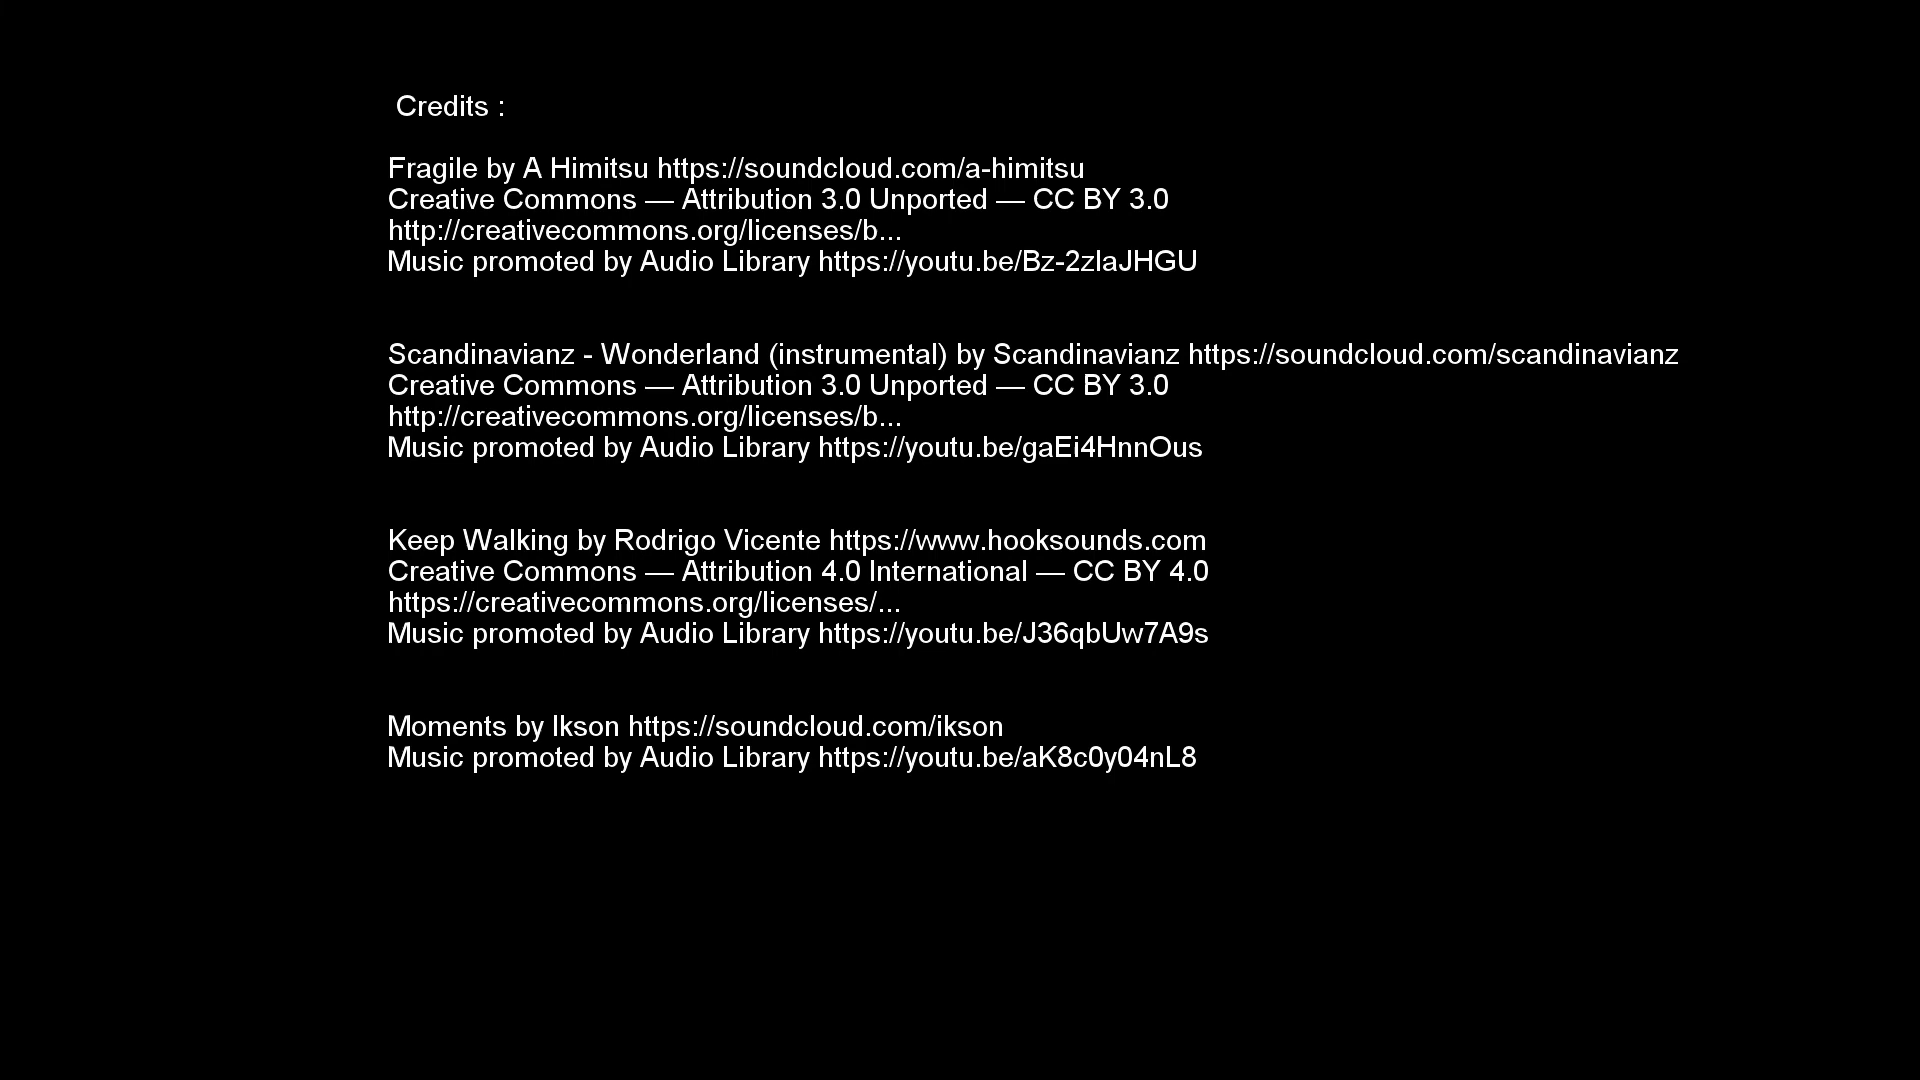 Credits :
Fragile by A Himitsu https://soundcloud.com/a-himitsu
Creative Commons — Attribution 3.0 Unported — CC BY 3.0
http://creativecommons.org/licenses/b...
Music promoted by Audio Library https://youtu.be/Bz-2zlaJHGU
Scandinavianz - Wonderland (instrumental) by Scandinavianz https://soundcloud.com/scandinavianz
Creative Commons — Attribution 3.0 Unported — CC BY 3.0
http://creativecommons.org/licenses/b...
Music promoted by Audio Library https://youtu.be/gaEi4HnnOus
Keep Walking by Rodrigo Vicente https://www.hooksounds.com
Creative Commons — Attribution 4.0 International — CC BY 4.0
https://creativecommons.org/licenses/...
Music promoted by Audio Library https://youtu.be/J36qbUw7A9s
Moments by Ikson https://soundcloud.com/ikson
Music promoted by Audio Library https://youtu.be/aK8c0y04nL8